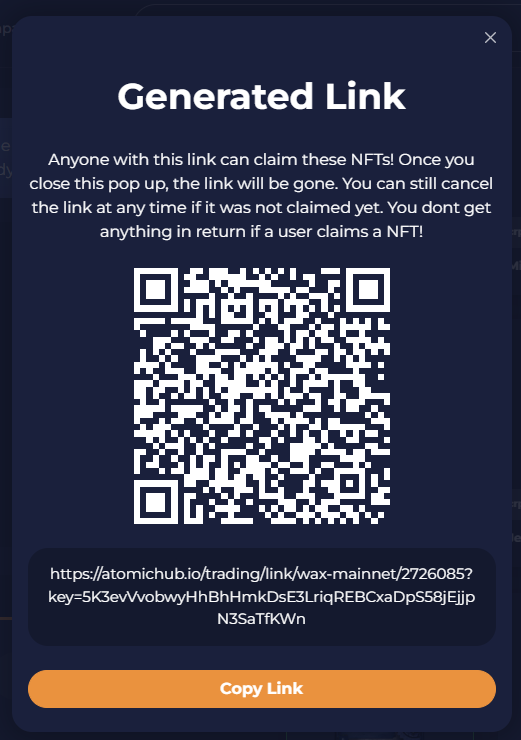 Generated Link
Anyone with this link can claim these NFTs! Once you
close this pop up, the link will be gone. You can still cancel
the link at any time if it was not claimed yet. You dont get
anything in return if a user claims a NFT!
https://atomichub.io/trading/link/wax-mainnet/2726085?
key=5K3evVvobwyHhBhHmkDsE3LriqREBCxaDpS58jEjjp
N3SaTfKWn
Copy Link